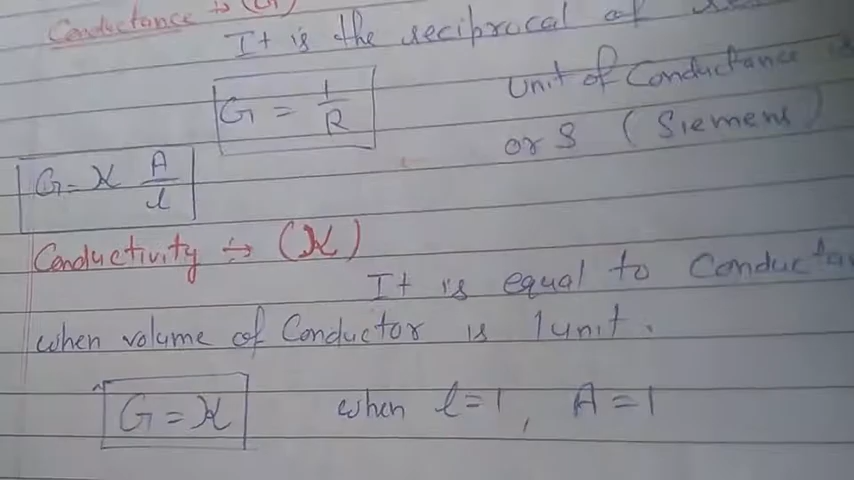 Conductance → (G)
It is the reciprocal of
G = 1/R
Unit of Conductance is
or S (Siemens)
G = K A/l
Conductivity → (K)
It is equal to
when volume of Conductor is 1 unit.
G = K when l=1, A=1